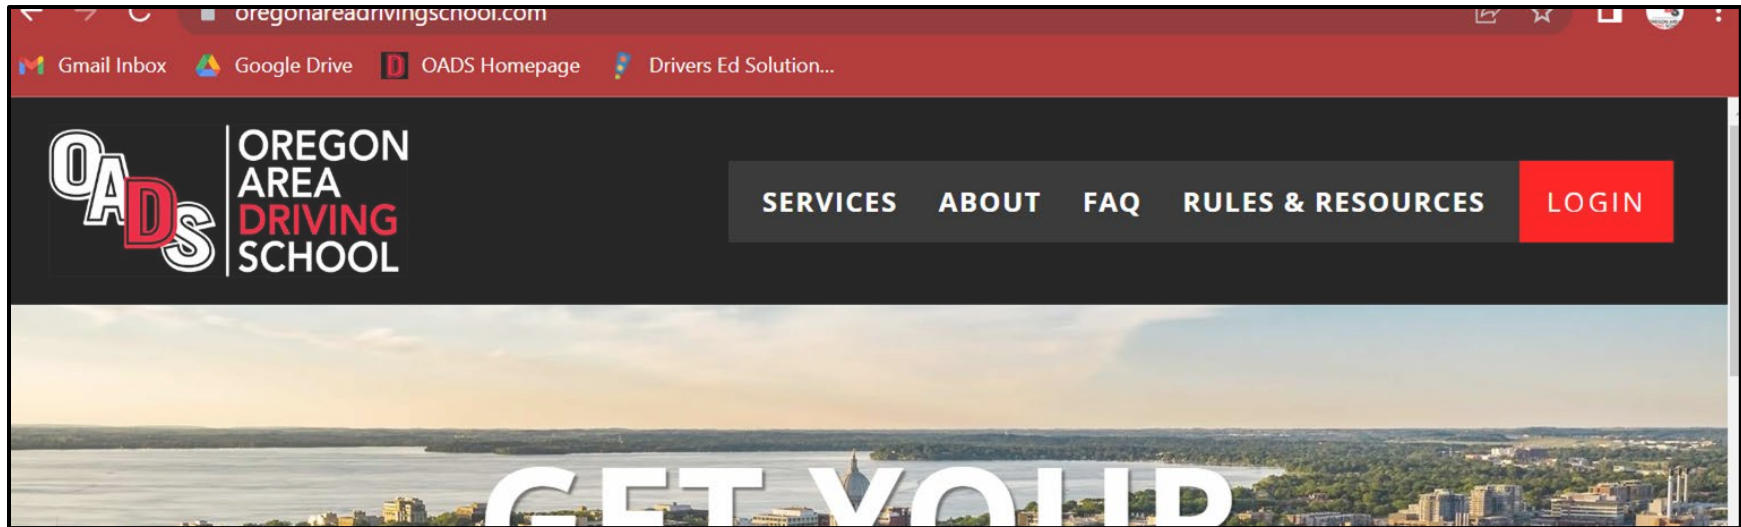 oregonareadrivingschool.com
Gmail Inbox Google Drive D OADS Homepage Drivers Ed Solution...
OADS
OREGON
AREA
DRIVING
SCHOOL
SERVICES ABOUT FAQ RULES & RESOURCES LOGIN
GET YOUR